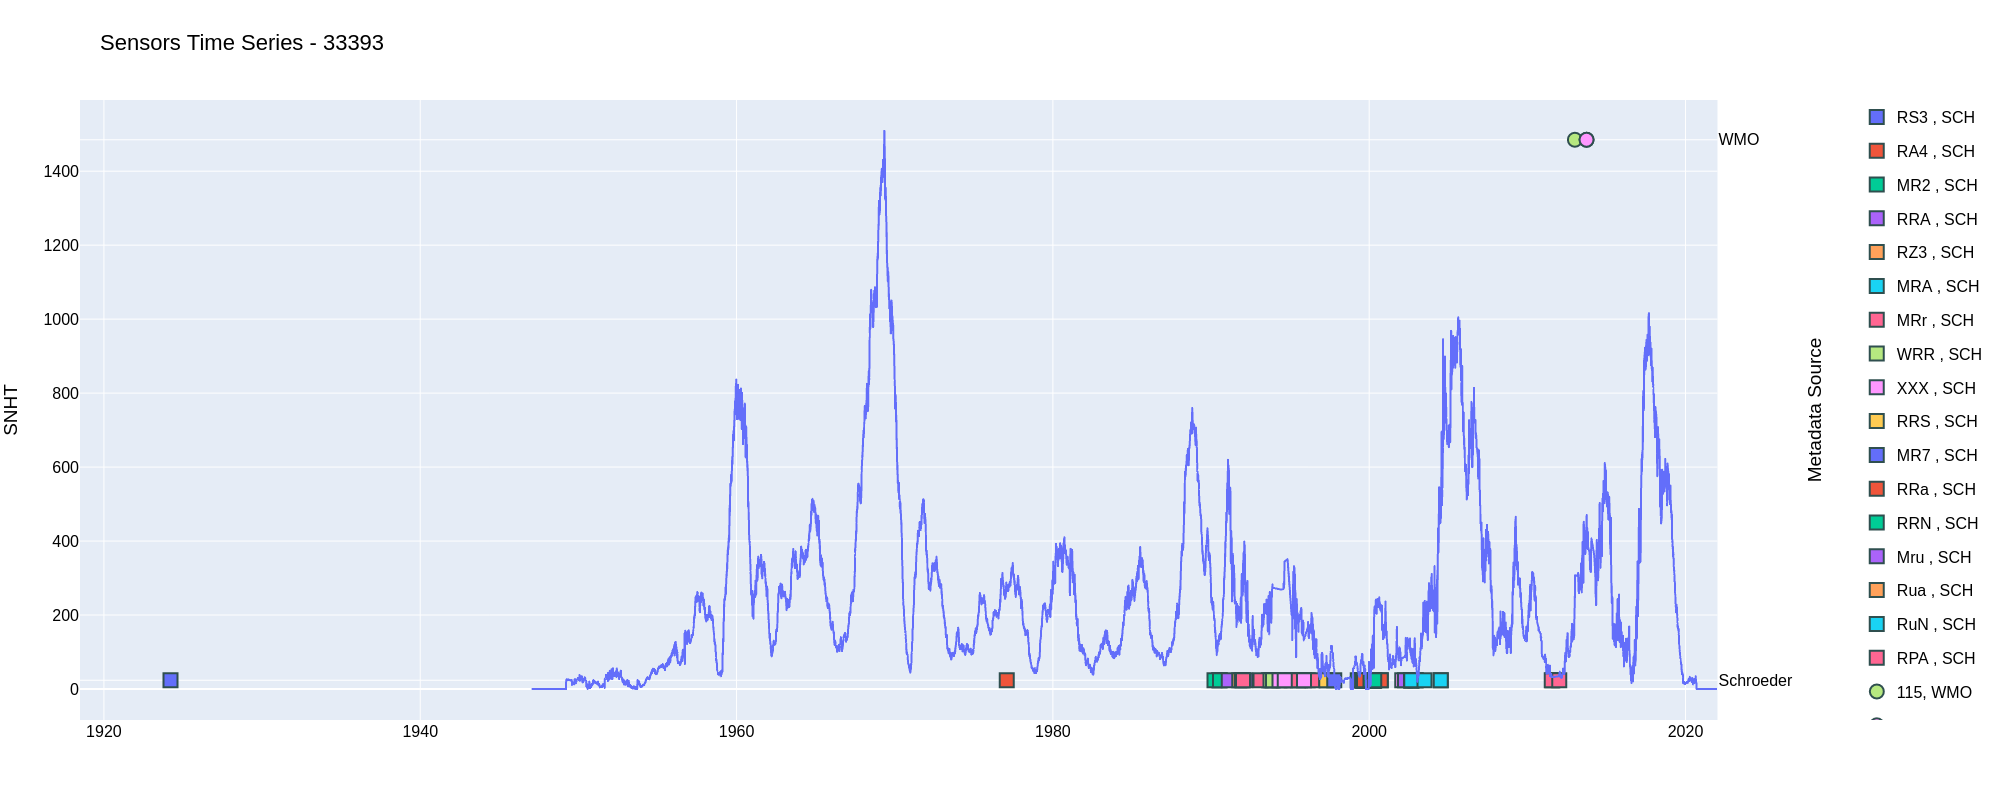 Sensors Time Series - 33393
SNHT
1400
1200
1000
800
600
400
200
0
1920
1940
1960
1980
2000
2020
WMO
Schroeder
Metadata Source
RS3 , SCH
RA4 , SCH
MR2 , SCH
RRA , SCH
RZ3 , SCH
MRA , SCH
MRr , SCH
WRR , SCH
XXX , SCH
RRS , SCH
MR7 , SCH
RRa , SCH
RRN , SCH
Mru , SCH
Rua , SCH
RuN , SCH
RPA , SCH
115, WMO